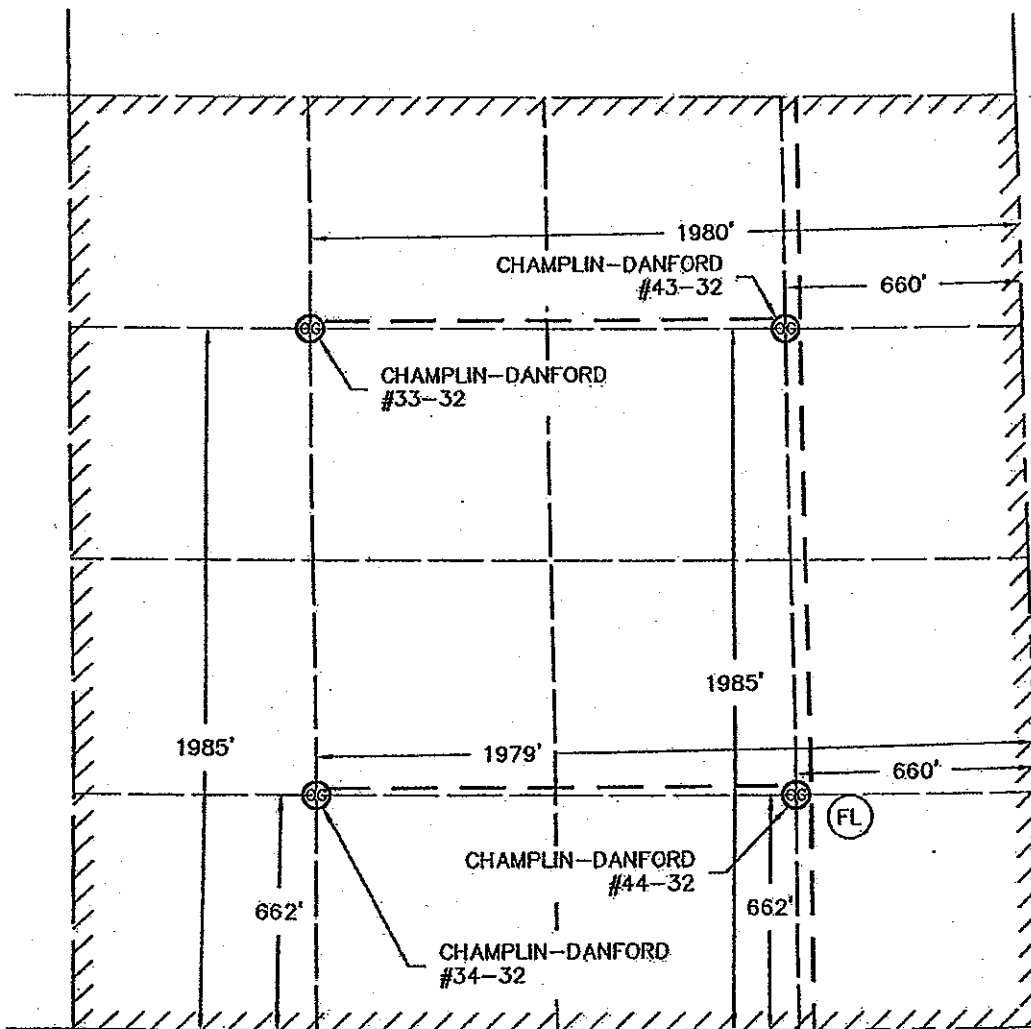 1980'
CHAMPLIN-DANFORD
#43-32
660'
CHAMPLIN-DANFORD
#33-32
1985'
1985'
1979'
660'
FL
CHAMPLIN-DANFORD
#44-32
662'
662'
CHAMPLIN-DANFORD
#34-32